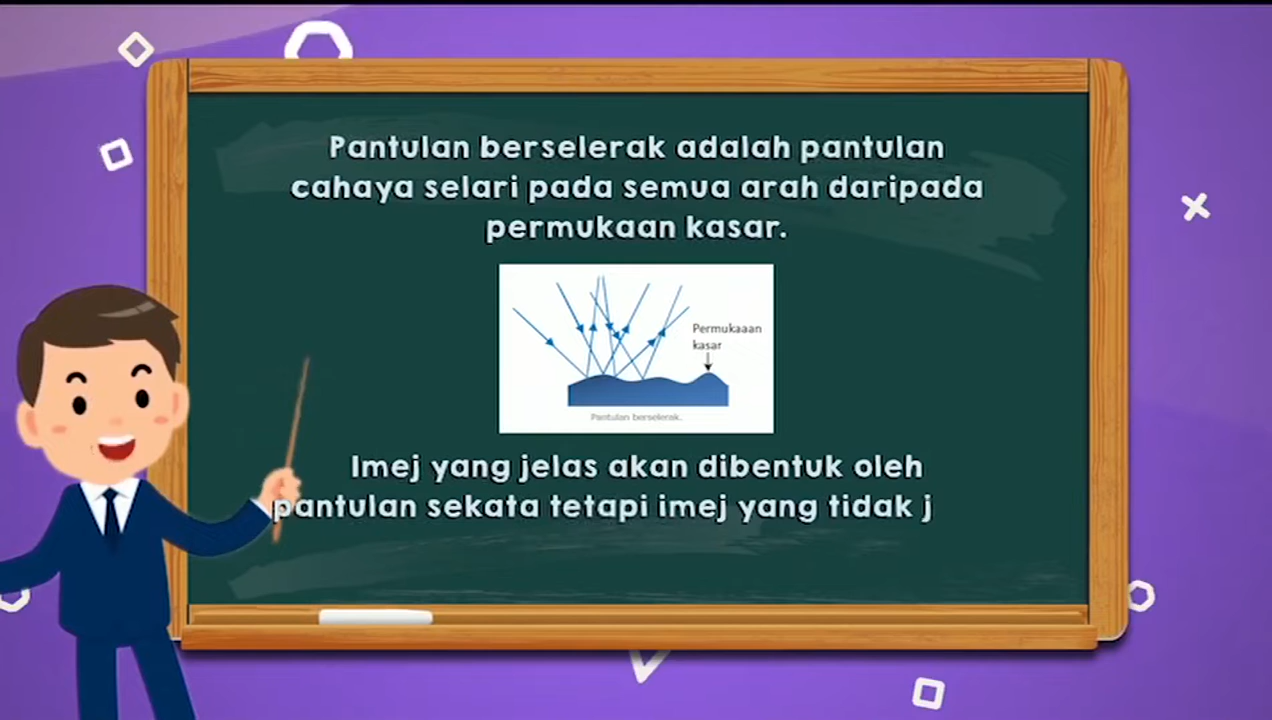 Pantulan berselerak adalah pantulan
cahaya selari pada semua arah daripada
permukaan kasar.
Permukaaan
kasar
Pantulan berselerak.
Imej yang jelas akan dibentuk oleh
pantulan sekata tetapi imej yang tidak j